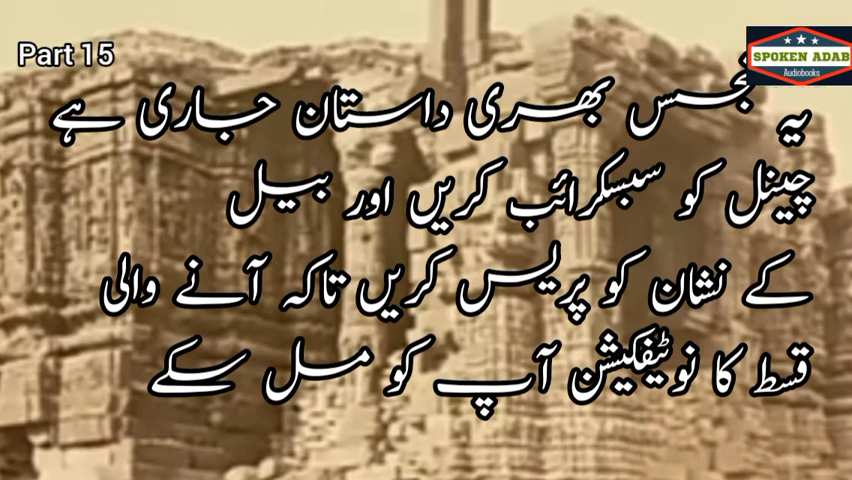 Part 15
SPOKEN ADAB
Audiobooks
یہ تجسس بھری داستان جاری ہے
چینل کو سبسکرائب کریں اور بیل
کے نشان کو پریس کریں تاکہ آنے والی
قسط کا نوٹیفکیشن آپ کو مل سکے